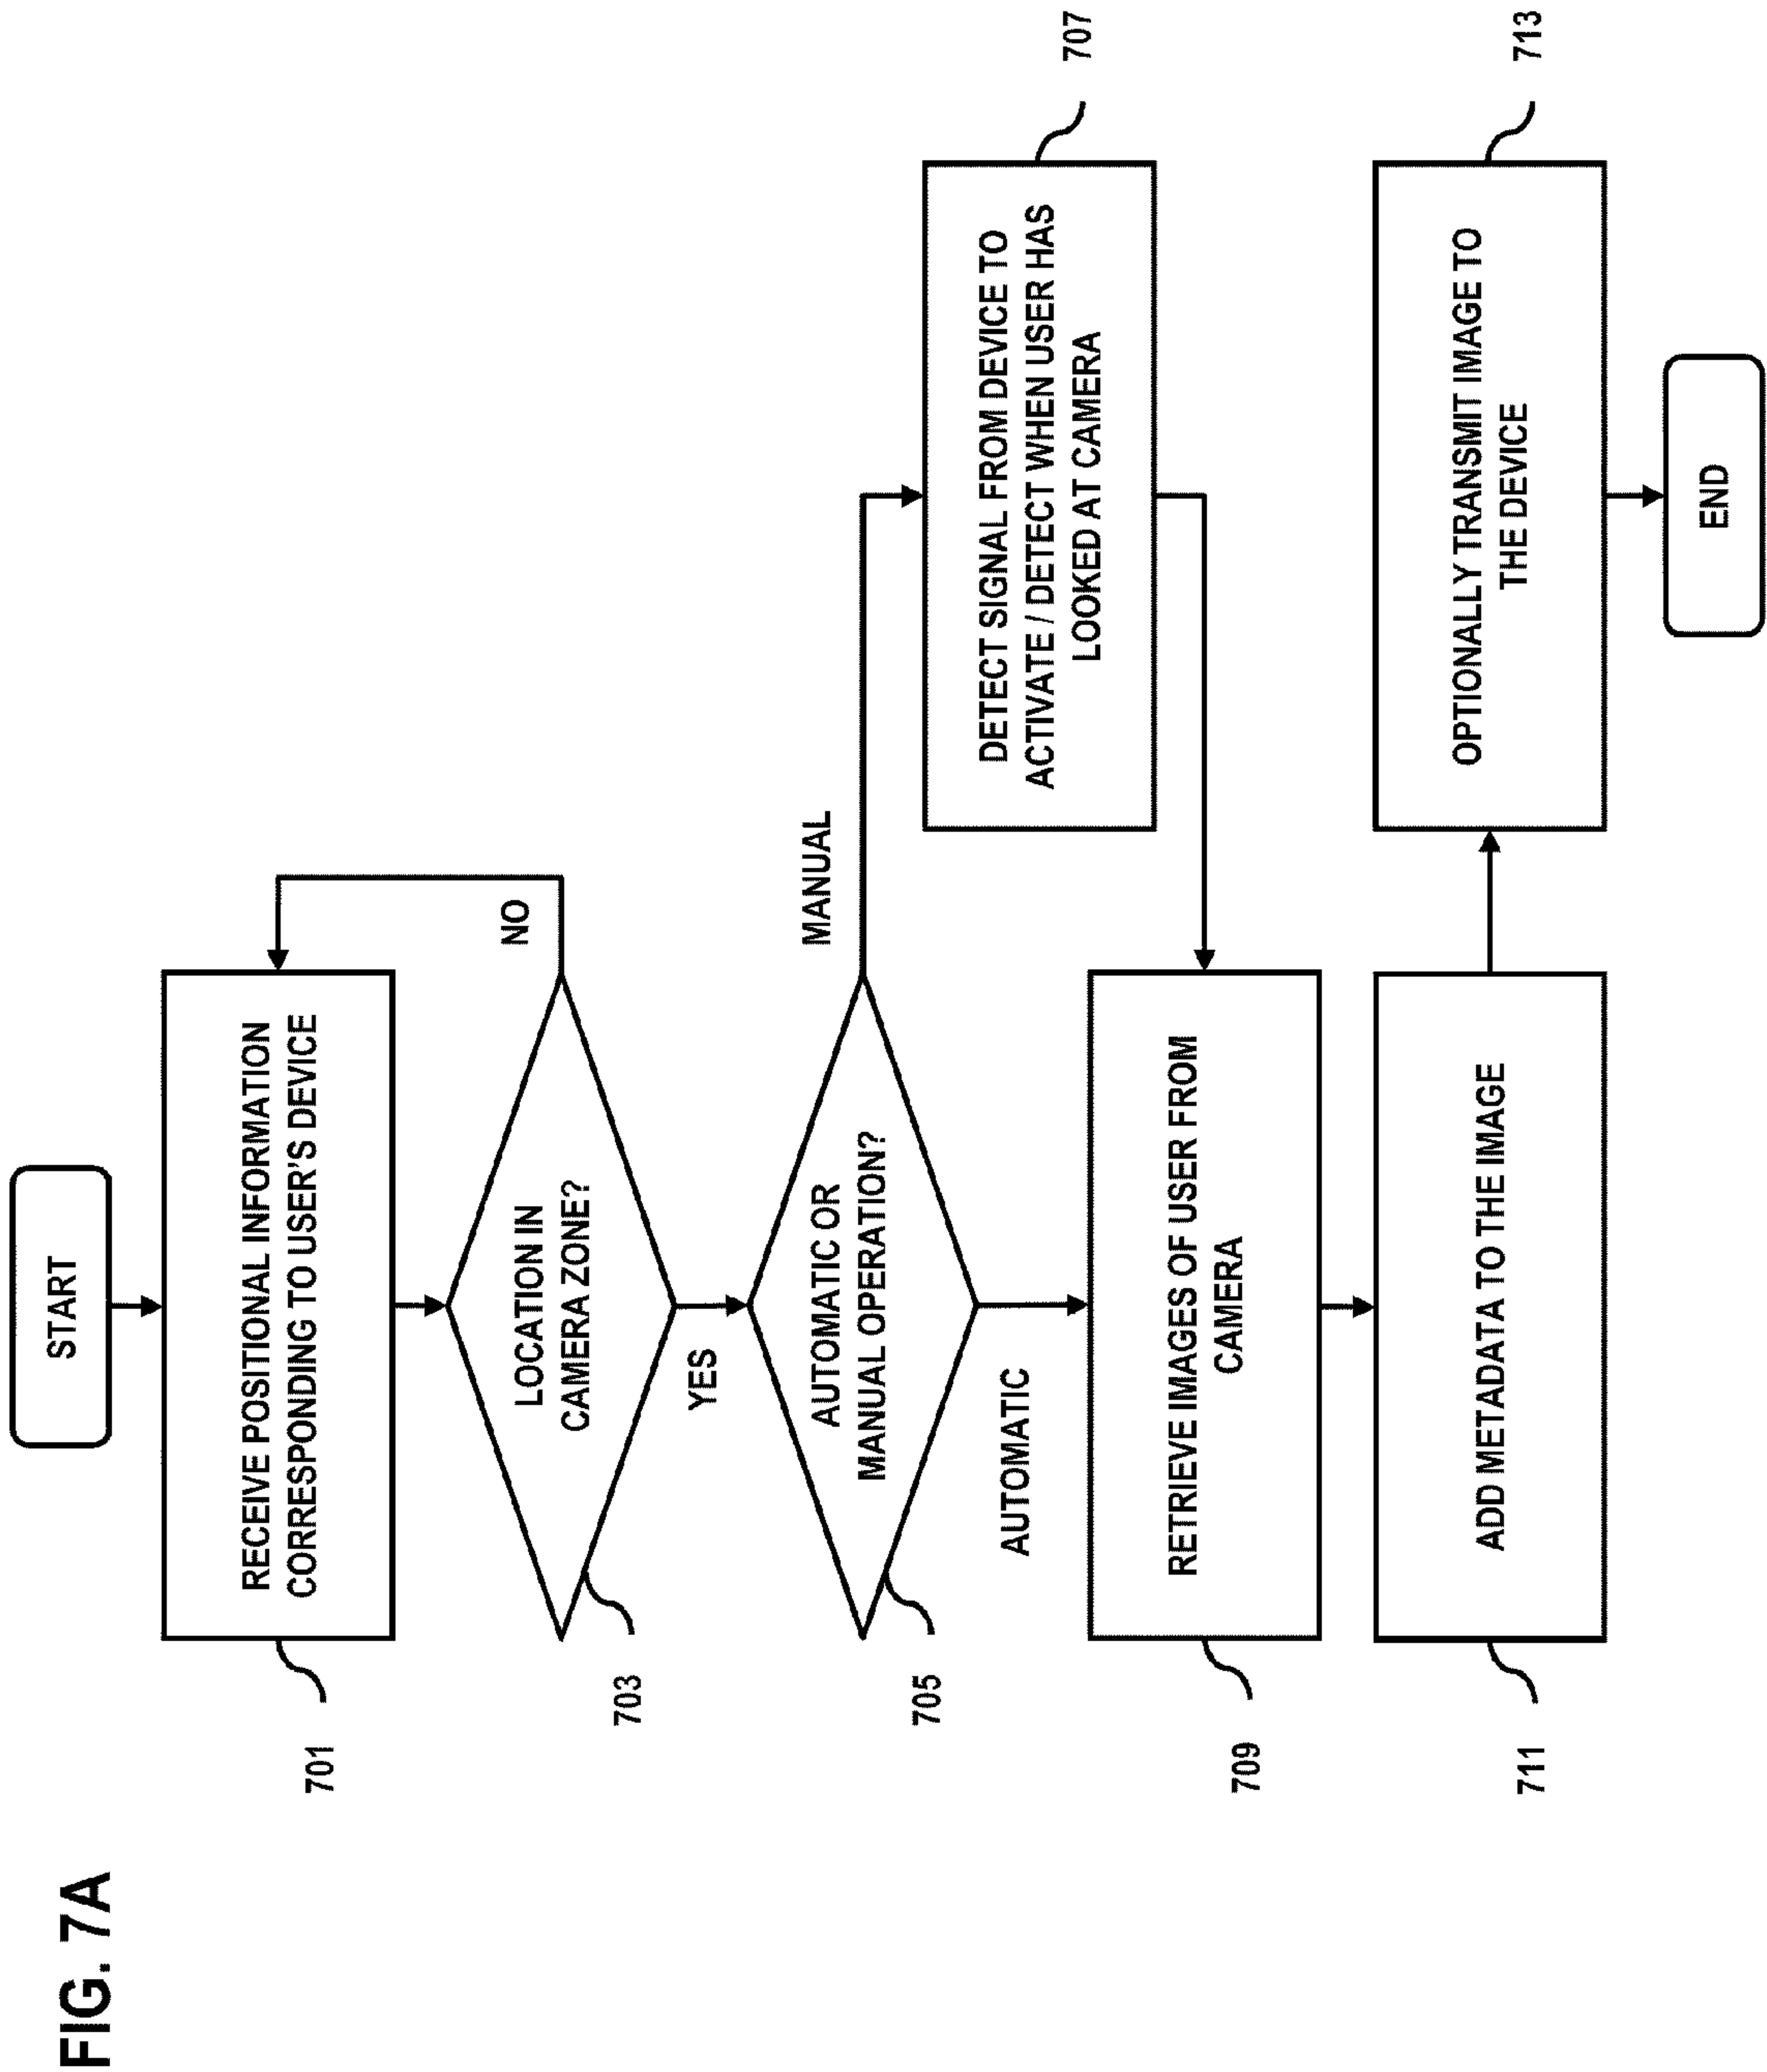 FIG. 7A
START
RECEIVE POSITIONAL INFORMATION
CORRESPONDING TO USER'S DEVICE
701
LOCATION IN
CAMERA ZONE?
NO
703
YES
AUTOMATIC OR
MANUAL OPERATION?
MANUAL
705
AUTOMATIC
DETECT SIGNAL FROM DEVICE TO
ACTIVATE / DETECT WHEN USER HAS
LOOKED AT CAMERA
707
RETRIEVE IMAGES OF USER FROM
CAMERA
709
ADD METADATA TO THE IMAGE
711
OPTIONALLY TRANSMIT IMAGE TO
THE DEVICE
713
END